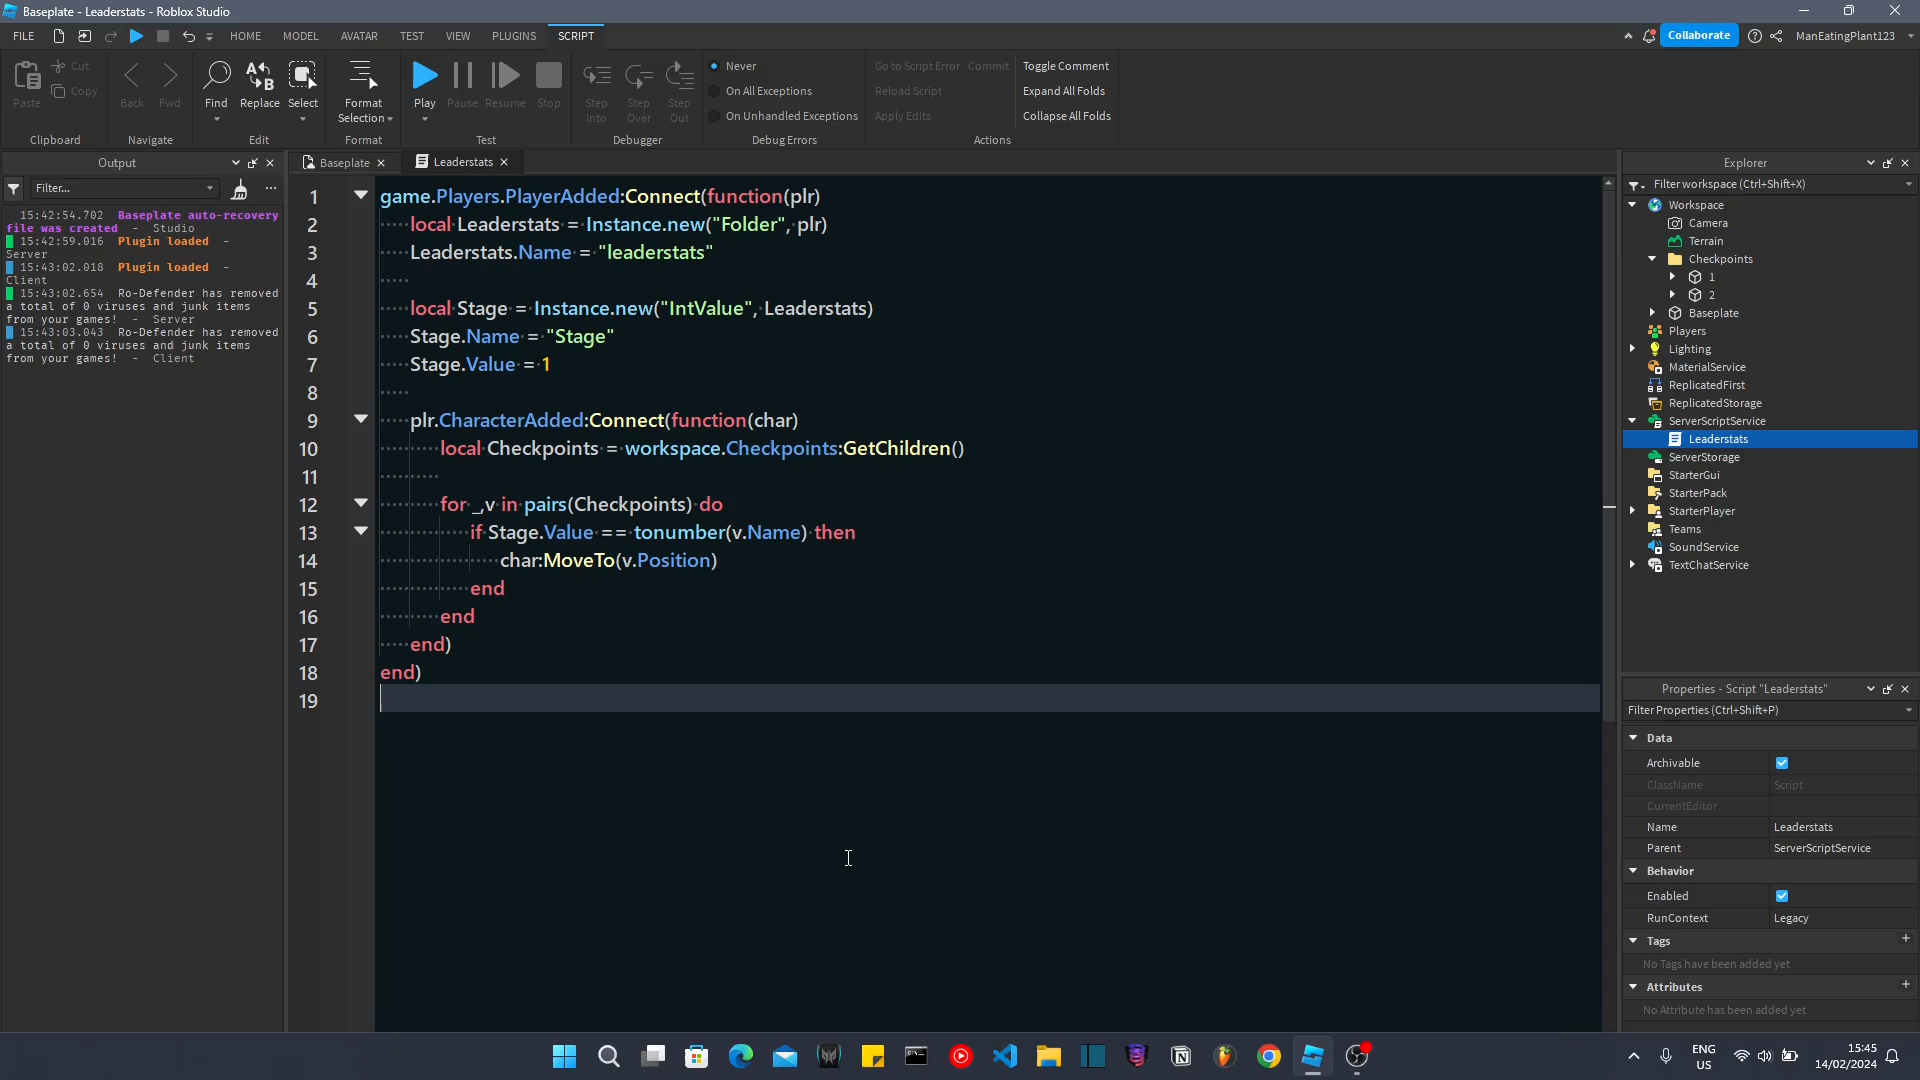 Baseplate - Leaderstats - Roblox Studio
FILE HOME MODEL AVATAR TEST VIEW PLUGINS SCRIPT Collaborate ManEatingPlant123
Paste Cut Copy
Clipboard
Back Fwd
Navigate
Find Replace Select
Edit
Format Selection
Format
Play Pause Resume Stop
Test
Step Into Step Over Step Out
Debugger
Never
On All Exceptions
On Unhandled Exceptions
Debug Errors
Go to Script Error Commit
Reload Script
Apply Edits
Toggle Comment
Expand All Folds
Collapse All Folds
Actions
Output
Filter...
15:42:54.702 Baseplate auto-recovery
file was created - Studio
15:42:59.016 Plugin loaded -
Server
15:43:02.018 Plugin loaded -
Client
15:43:02.654 Ro-Defender has removed
a total of 0 viruses and junk items
from your games! - Server
15:43:03.043 Ro-Defender has removed
a total of 0 viruses and junk items
from your games! - Client
Baseplate Leaderstats
1 game.Players.PlayerAdded:Connect(function(plr)
2 local Leaderstats = Instance.new("Folder", plr)
3 Leaderstats.Name = "leaderstats"
4
5 local Stage = Instance.new("IntValue", Leaderstats)
6 Stage.Name = "Stage"
7 Stage.Value = 1
8
9 plr.CharacterAdded:Connect(function(char)
10 local Checkpoints = workspace.Checkpoints:GetChildren()
11
12 for _,v in pairs(Checkpoints) do
13 if Stage.Value == tonumber(v.Name) then
14 char:MoveTo(v.Position)
15 end
16 end
17 end)
18 end)
19
Explorer
Filter workspace (Ctrl+Shift+X)
Workspace
Camera
Terrain
Checkpoints
1
2
Baseplate
Players
Lighting
MaterialService
ReplicatedFirst
ReplicatedStorage
ServerScriptService
Leaderstats
ServerStorage
StarterGui
StarterPack
StarterPlayer
Teams
SoundService
TextChatService
Properties - Script "Leaderstats"
Filter Properties (Ctrl+Shift+P)
Data
Archivable
ClassName Script
CurrentEditor
Name Leaderstats
Parent ServerScriptService
Behavior
Enabled
RunContext Legacy
Tags +
No Tags have been added yet
Attributes +
No Attribute has been added yet
ENG
US
15:45
14/02/2024